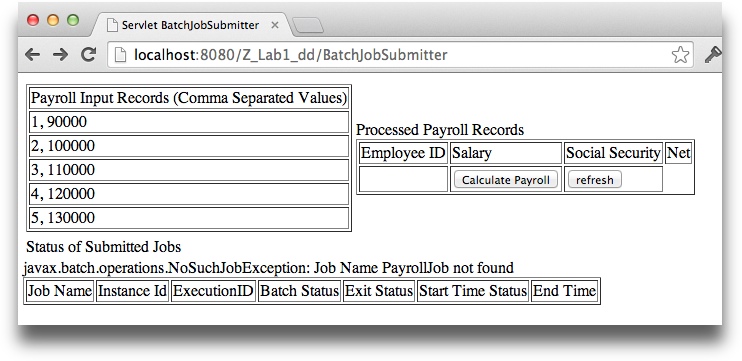 Servlet BatchJobSubmitter
localhost:8080/Z_Lab1_dd/BatchJobSubmitter
Payroll Input Records (Comma Separated Values)
1, 90000
2, 100000
3, 110000
4, 120000
5, 130000
Processed Payroll Records
Employee ID Salary Social Security Net
Calculate Payroll refresh
Status of Submitted Jobs
javax.batch.operations.NoSuchJobException: Job Name PayrollJob not found
Job Name Instance Id ExecutionID Batch Status Exit Status Start Time Status End Time